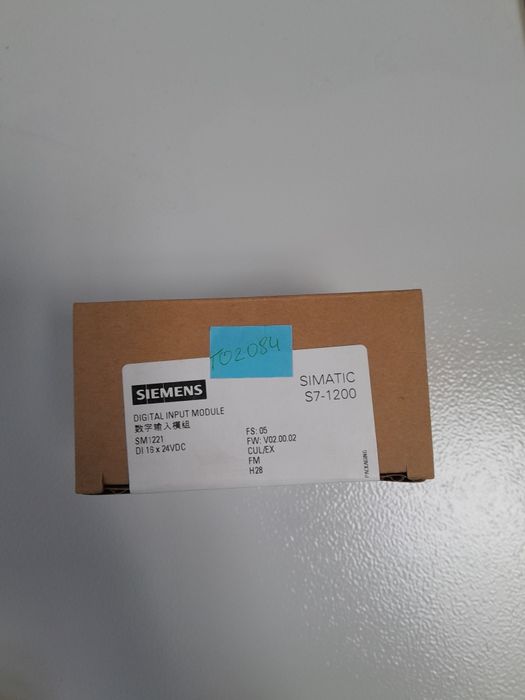 T02084
SIEMENS
SIMATIC
S7-1200
DIGITAL INPUT MODULE
数字输入模组
SM1221
DI 16 x 24VDC
FS: 05
FW: V02.00.02
CUL/EX
FM
H28
PACKAGING